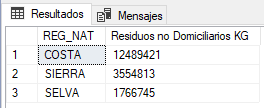 Resultados Mensajes
REG_NAT Residuos no Domiciliarios KG
1 COSTA 12489421
2 SIERRA 3554813
3 SELVA 1766745